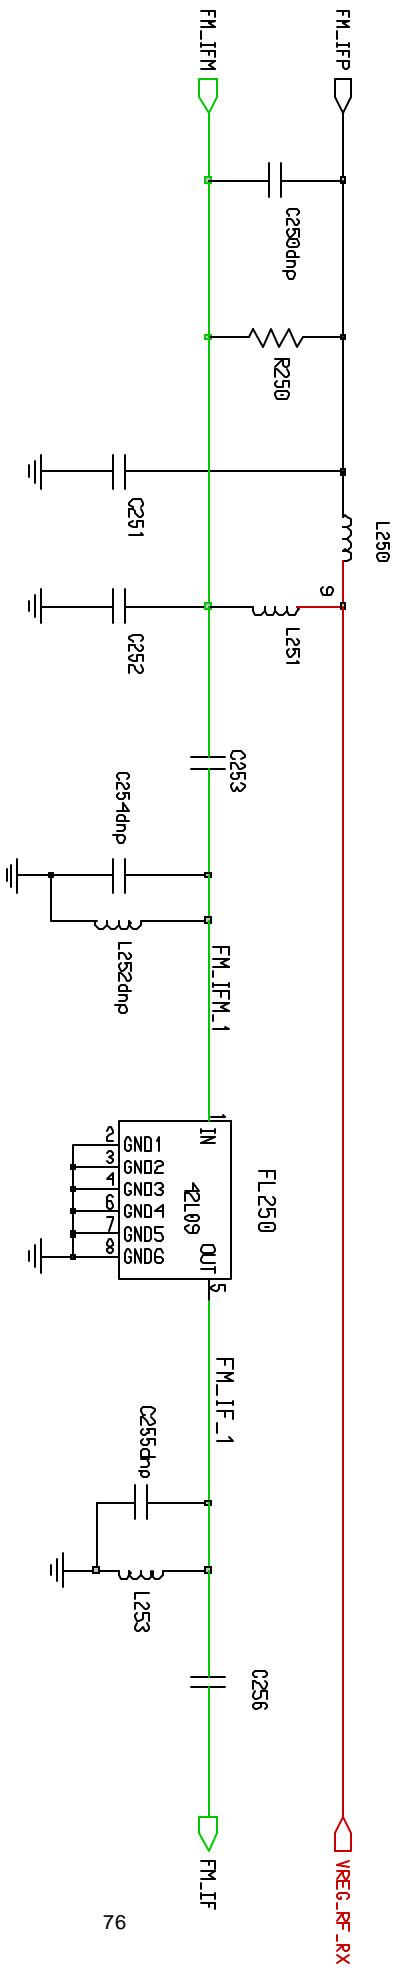 FM_IFM
FM_IFP
C250dnp
R250
C251
L250
9
C252
L251
C253
C254dnp
L252dnp
FM_IFM_1
1
IN
2
GND1
3
GND2
4
GND3
6
GND4
7
GND5
8
GND6
42L09
OUT
5
FL250
FM_IF_1
C255dnp
L253
C256
FM_IF
VREG_RF_RX
76